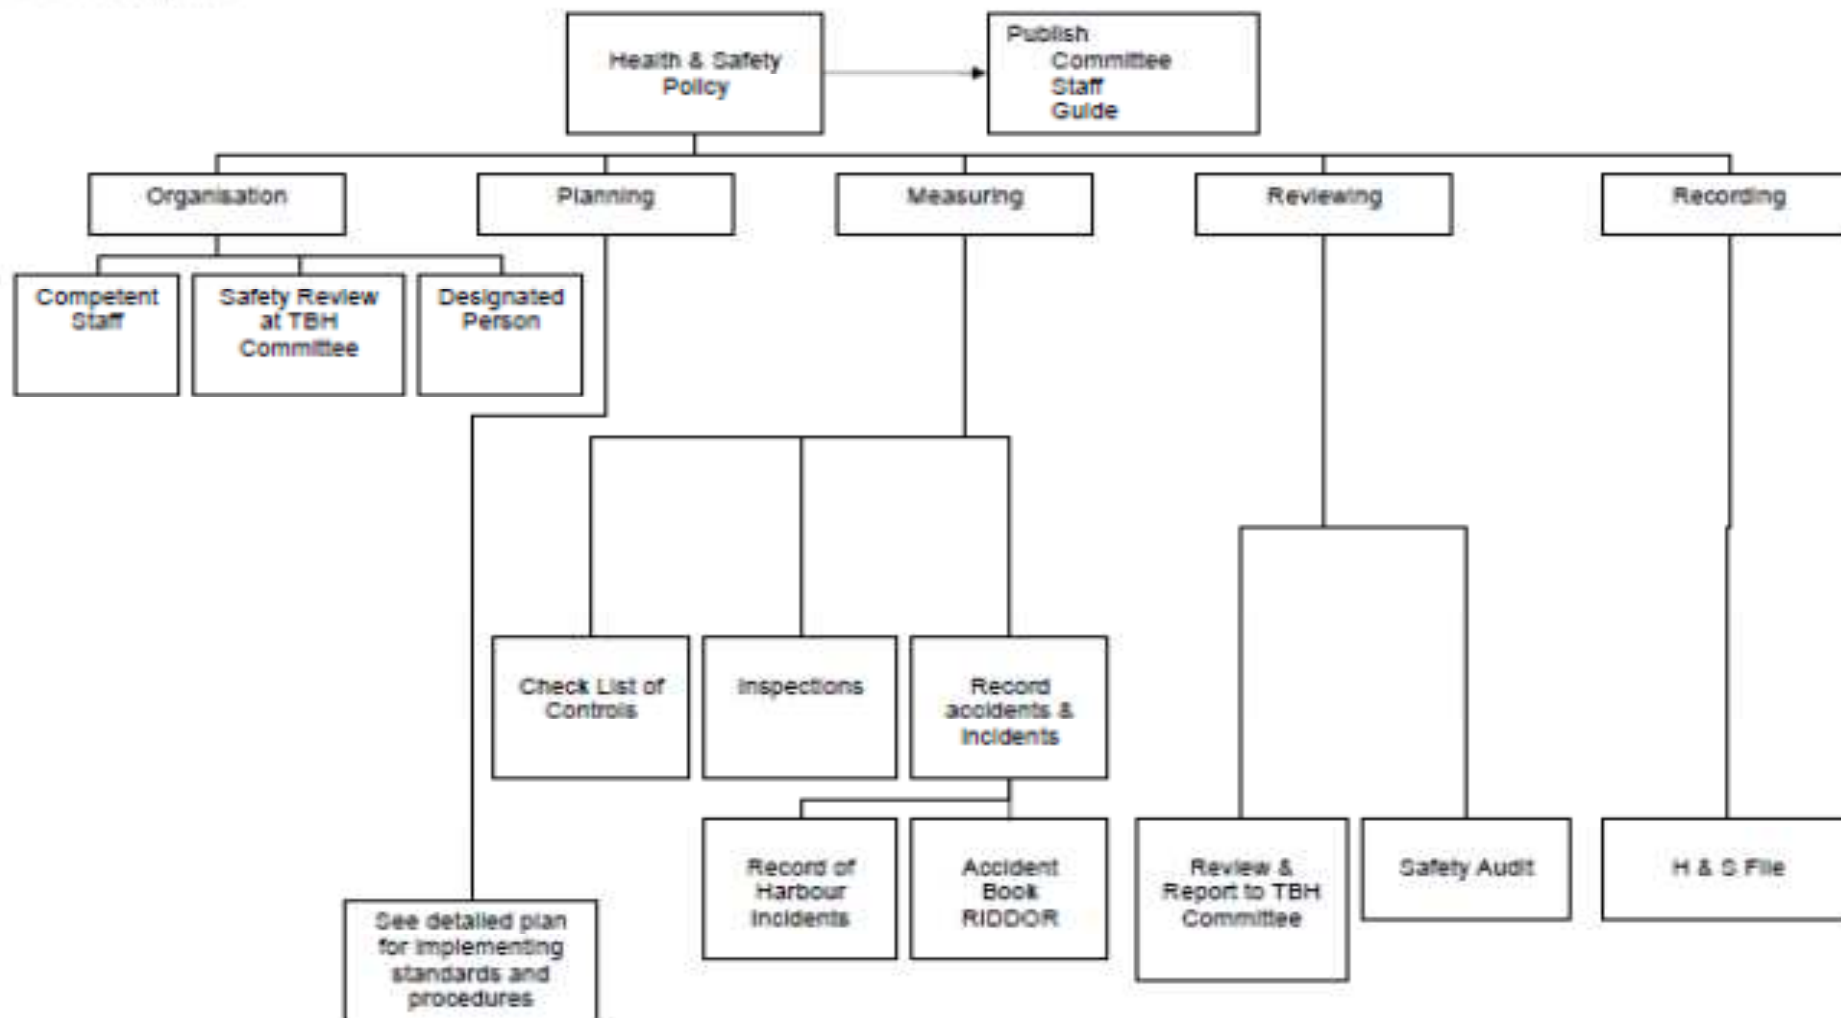 Health & Safety
Policy
Publish
Committee
Staff
Guide
Organisation
Planning
Measuring
Reviewing
Recording
Competent
Staff
Safety Review
at TBH
Committee
Designated
Person
Check List of
Controls
Inspections
Record
accidents &
Incidents
Record of
Harbour
Incidents
Accident
Book
RIDDOR
Review &
Report to TBH
Committee
Safety Audit
H & S File
See detailed plan
for implementing
standards and
procedures